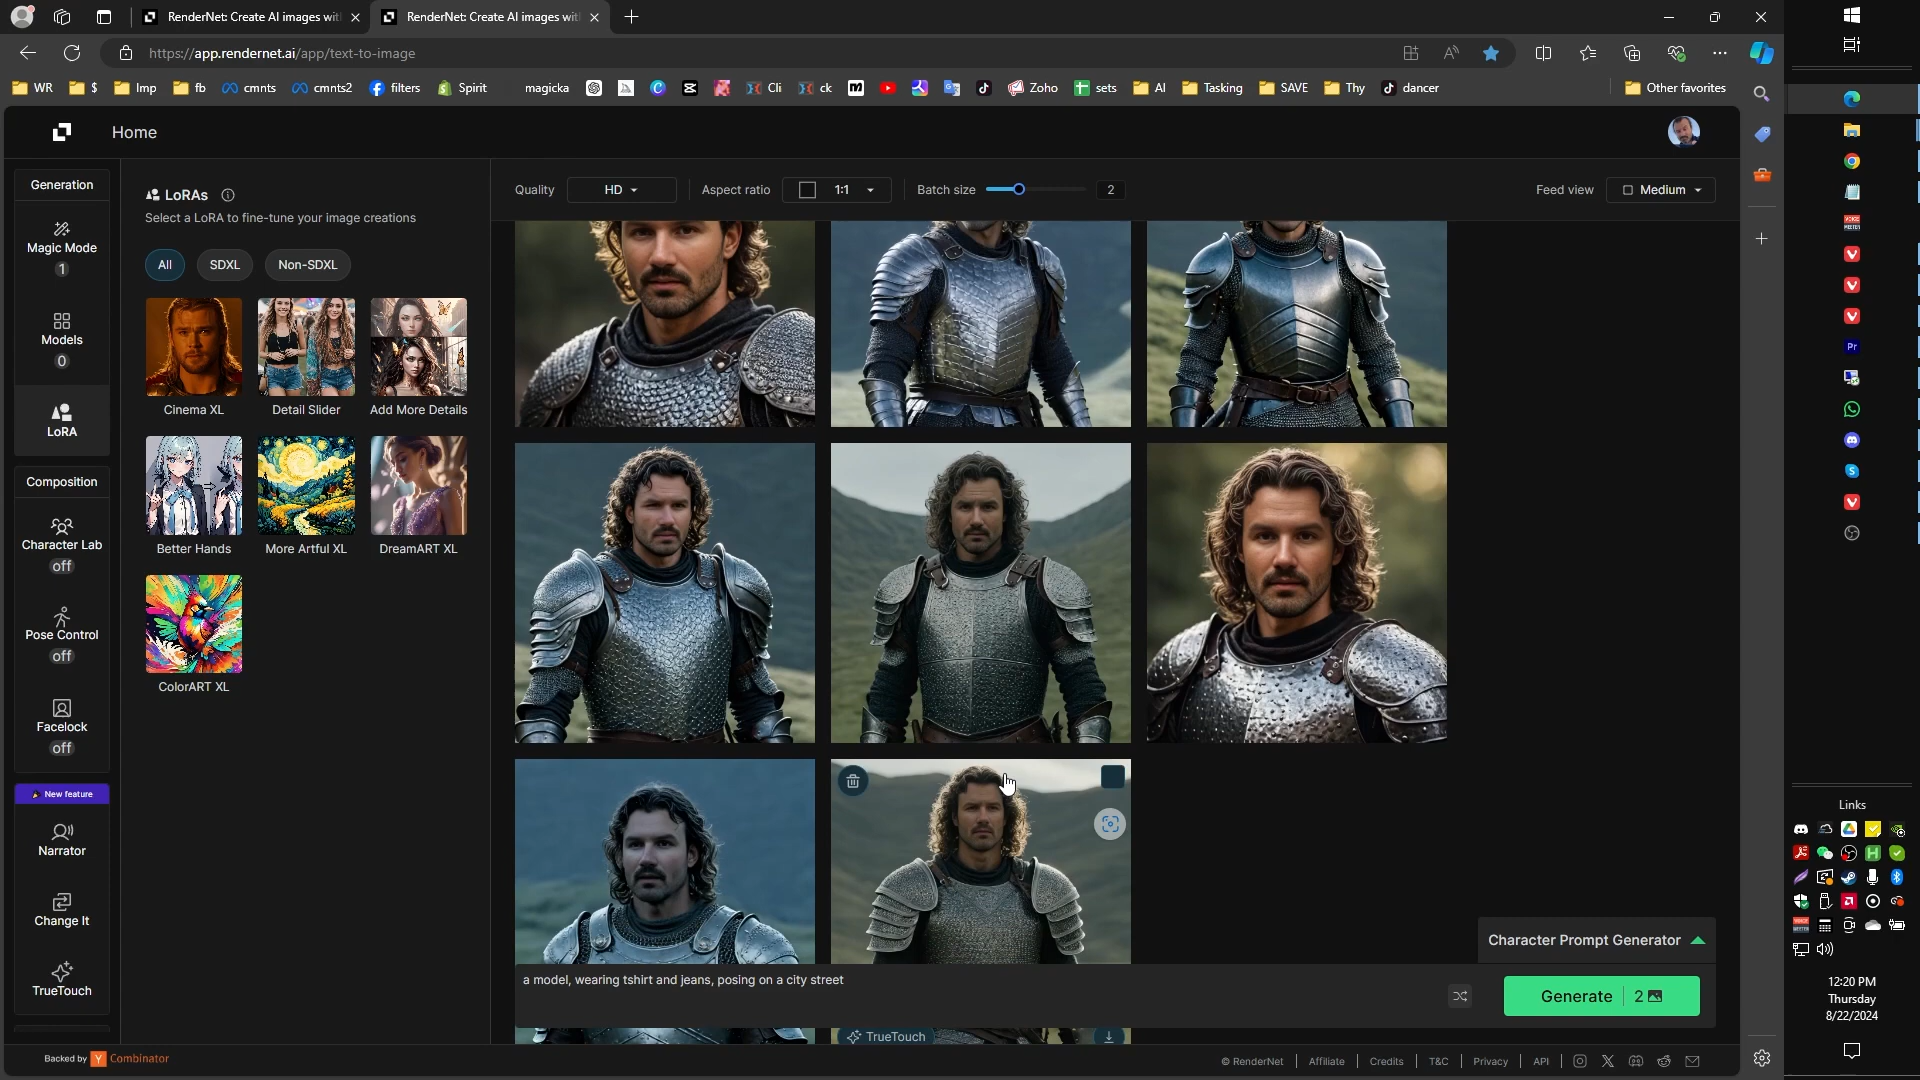 RenderNet: Create AI images wit
RenderNet: Create AI images wit
https://app.rendernet.ai/app/text-to-image
WR
$
Imp
fb
cmnts
cmnts2
filters
Spirit
magicka
Cli
ck
Zoho
sets
AI
Tasking
SAVE
Thy
dancer
Other favorites
Home
Generation
Magic Mode
1
Models
0
LoRA
Composition
Character Lab
off
Pose Control
off
Facelock
off
New feature
Narrator
Change It
TrueTouch
LoRAs
Select a LoRA to fine-tune your image creations
All
SDXL
Non-SDXL
Cinema XL
Detail Slider
Add More Details
Better Hands
More Artful XL
DreamART XL
ColorART XL
Quality
HD
Aspect ratio
1:1
Batch size
2
Feed view
Medium
Character Prompt Generator
a model, wearing tshirt and jeans, posing on a city street
Generate
2
TrueTouch
Backed by
Y
Combinator
© RenderNet
Affiliate
Credits
T&C
Privacy
API
Pr
Links
12:20 PM
Thursday
8/22/2024